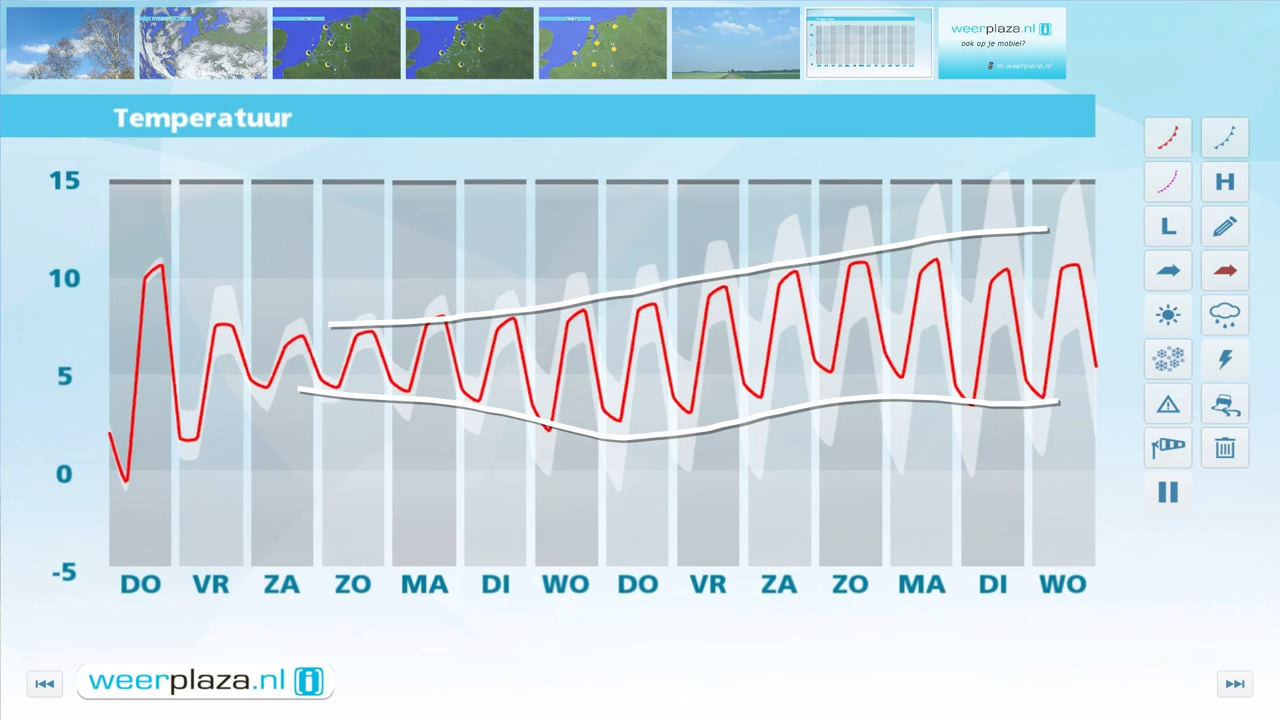 weerplaza.nl i
ook op je mobiel?
m.weerplaza.nl
Temperatuur
15
10
5
0
-5
DO VR ZA ZO MA DI WO DO VR ZA ZO MA DI WO
H
L
weerplaza.nl i